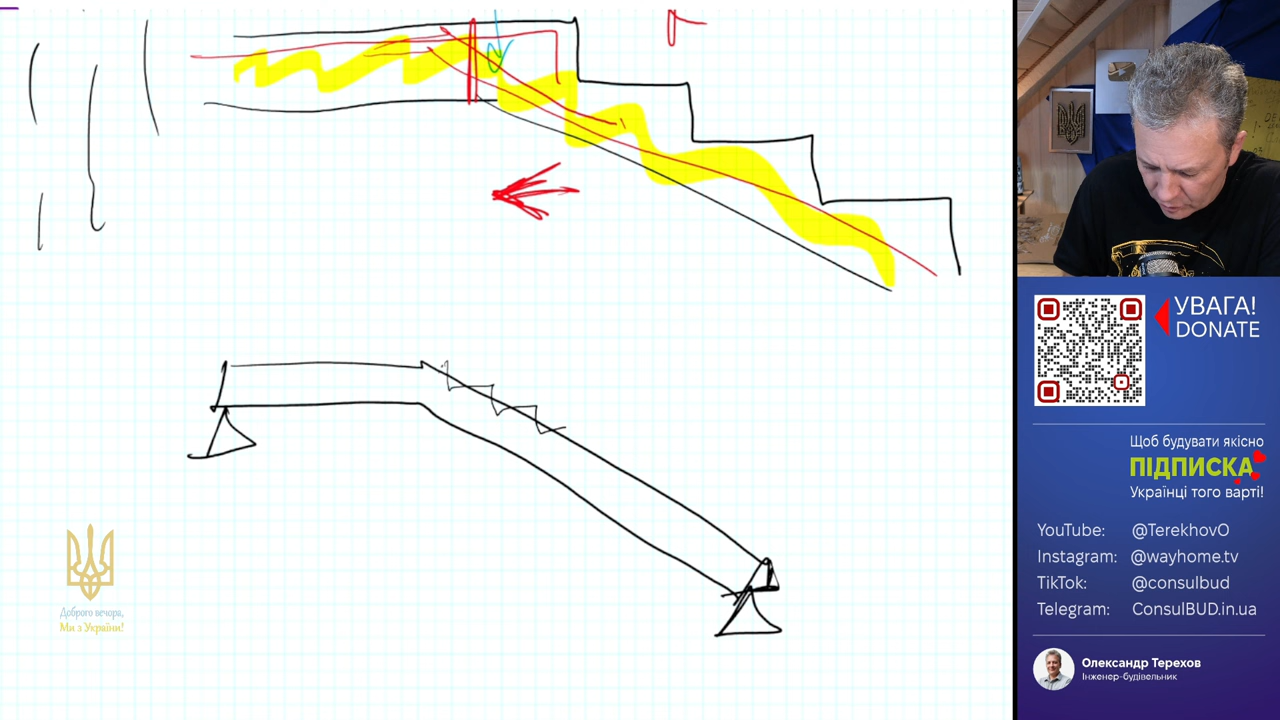 УВАГА!
DONATE
Щоб будувати якісно
ПІДПИСКА
Українці того варті!
YouTube: @TerekhovO
Instagram: @wayhome.tv
TikTok: @consulbud
Telegram: ConsulBUD.in.ua
Олександр Терехов
Інженер-будівельник
Доброго вечора,
Ми з України!